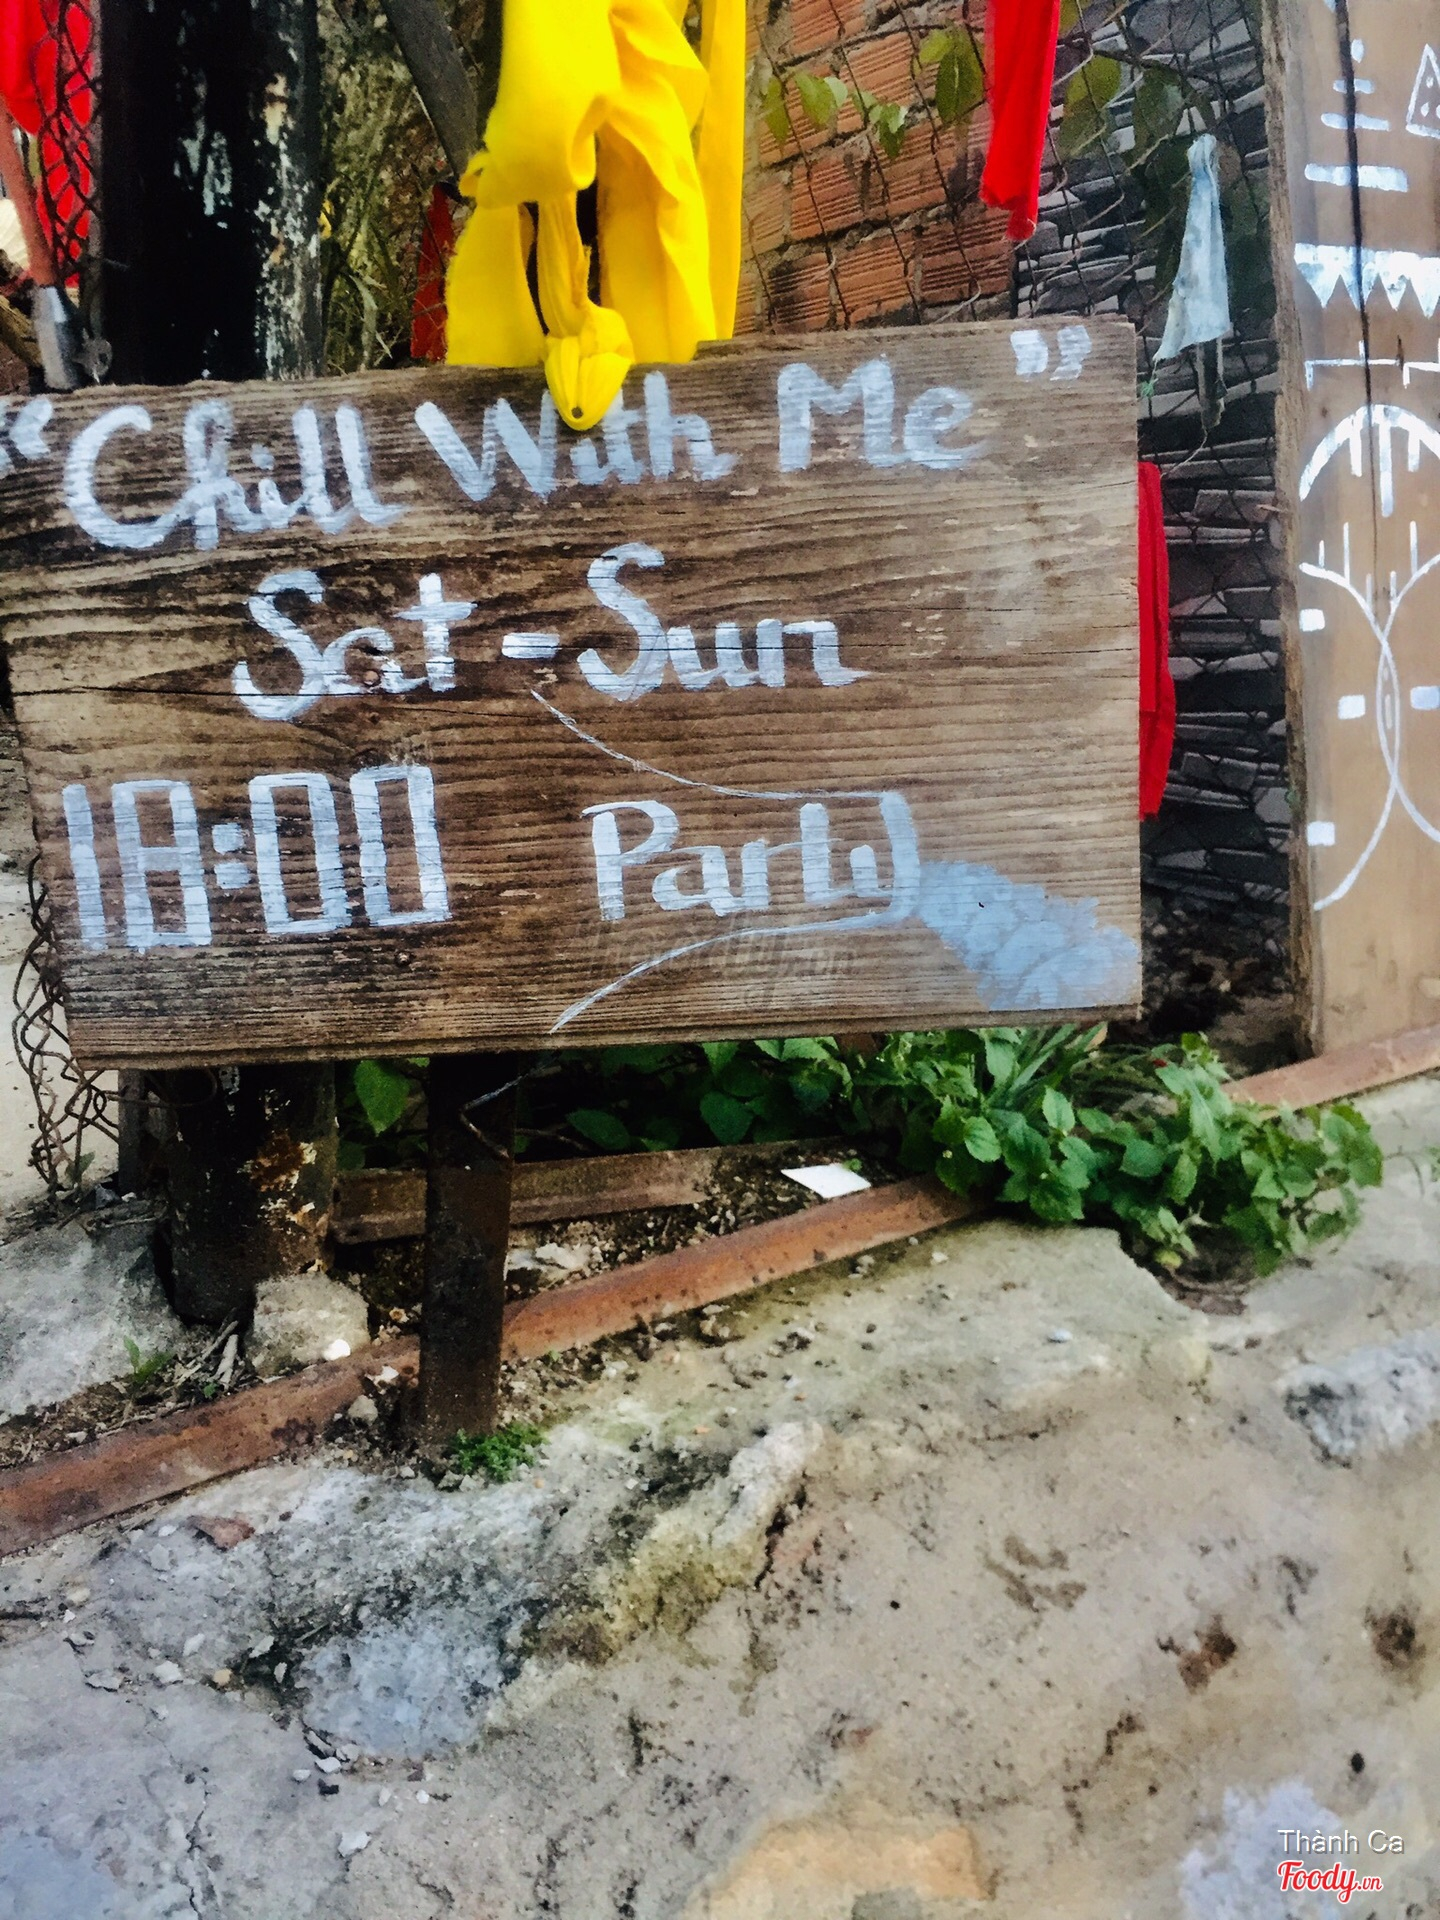 "Chill With Me"
Sat - Sun
18:00 Party
Thành Ca
Foody.vn